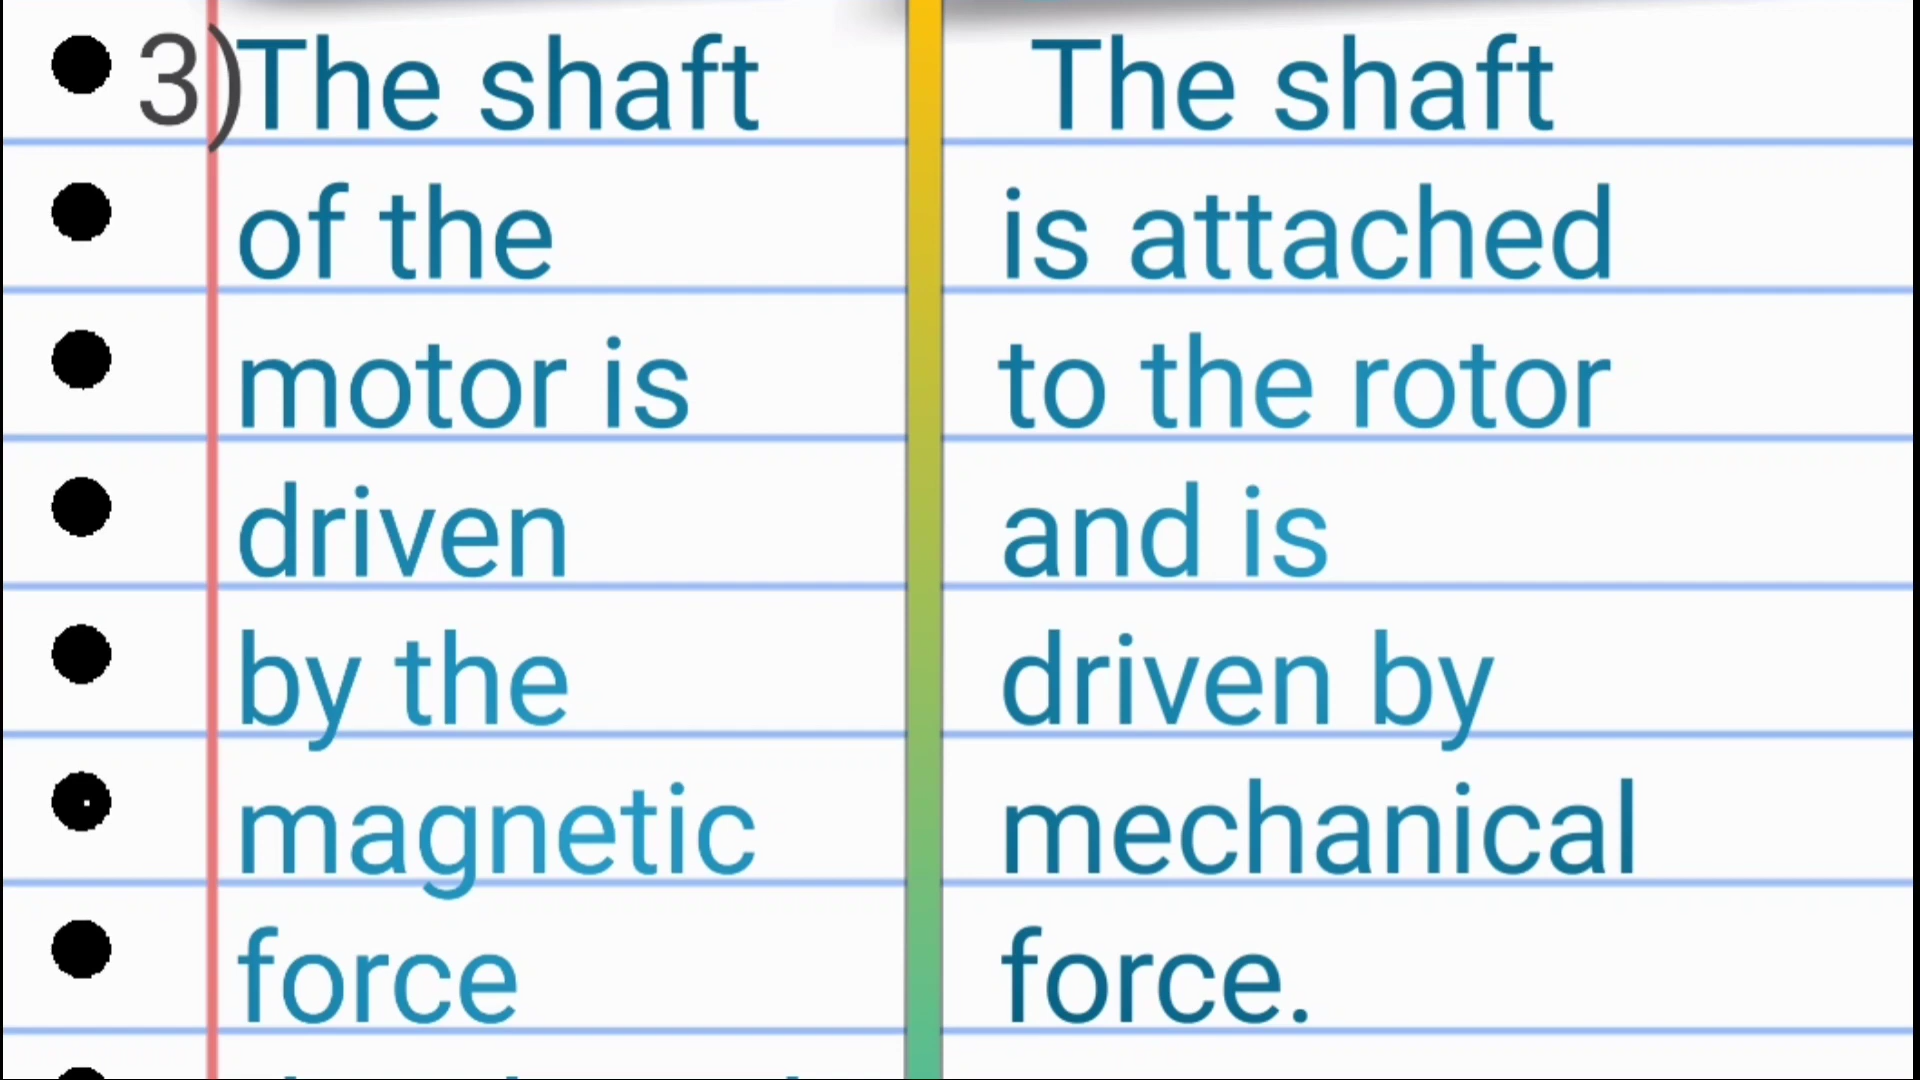 3)The shaft
of the
motor is
driven
by the
magnetic
force
The shaft
is attached
to the rotor
and is
driven by
mechanical
force.